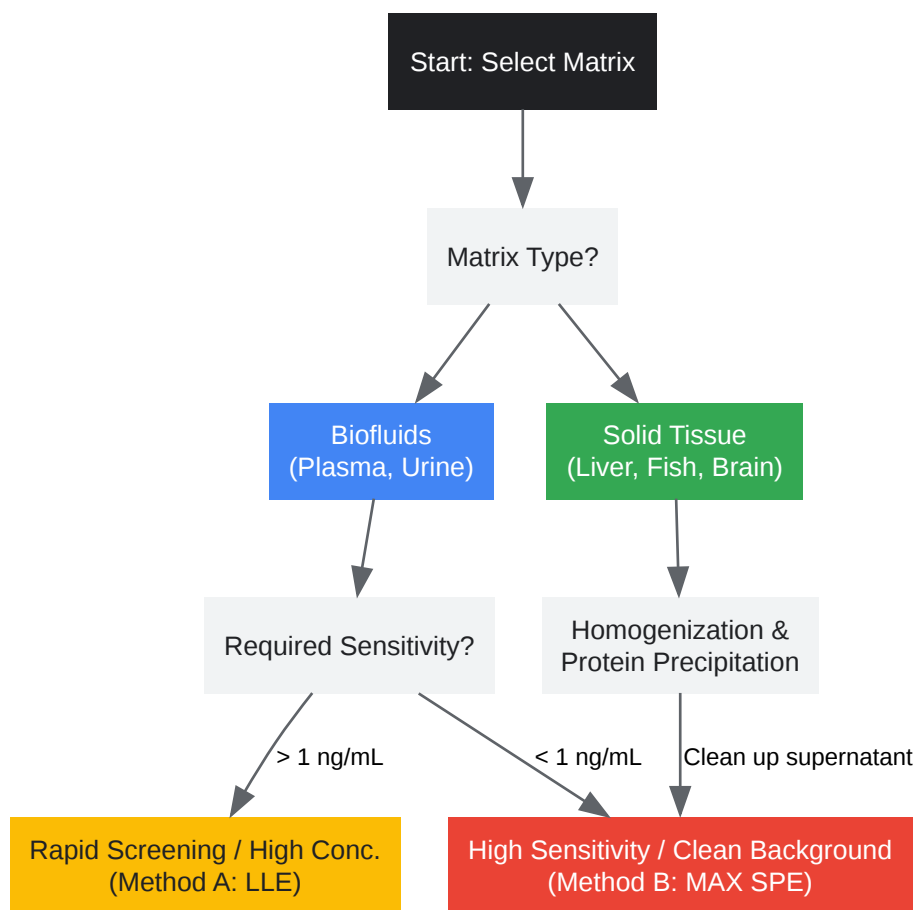 Start: Select Matrix
Matrix Type?
Biofluids
(Plasma, Urine)
Solid Tissue
(Liver, Fish, Brain)
Required Sensitivity?
Homogenization &
Protein Precipitation
> 1 ng/mL
< 1 ng/mL
Clean up supernatant
Rapid Screening / High Conc.
(Method A: LLE)
High Sensitivity / Clean Background
(Method B: MAX SPE)